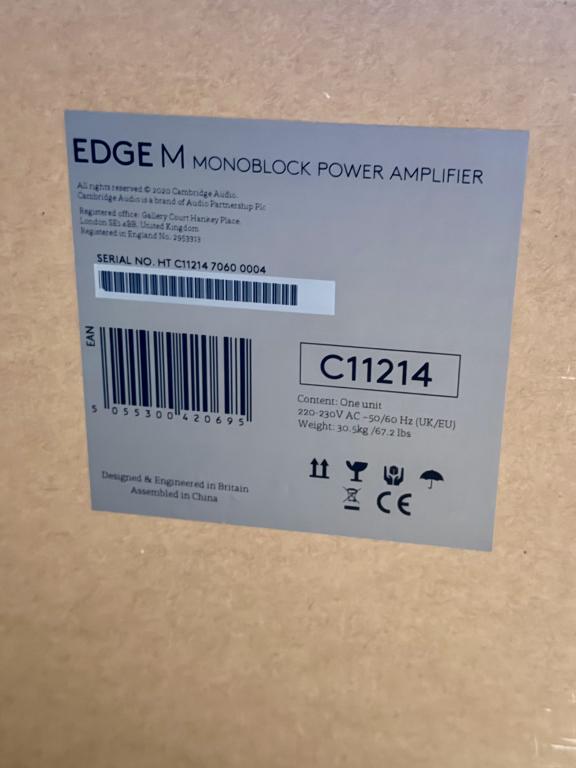 EDGE M MONOBLOCK POWER AMPLIFIER
All rights reserved © 2020 Cambridge Audio.
Cambridge Audio is a brand of Audio Partnership Plc
Registered office: Gallery Court Hankey Place.
London SE1 4BB. United Kingdom
Registered in England No. 2953313
SERIAL NO. HT C11214 7060 0004
EAN
5 055300 420695
C11214
Content: One unit
220-230V AC ~50/60 Hz (UK/EU)
Weight: 30.5kg /67.2 lbs
CE
Designed & Engineered in Britain
Assembled in China